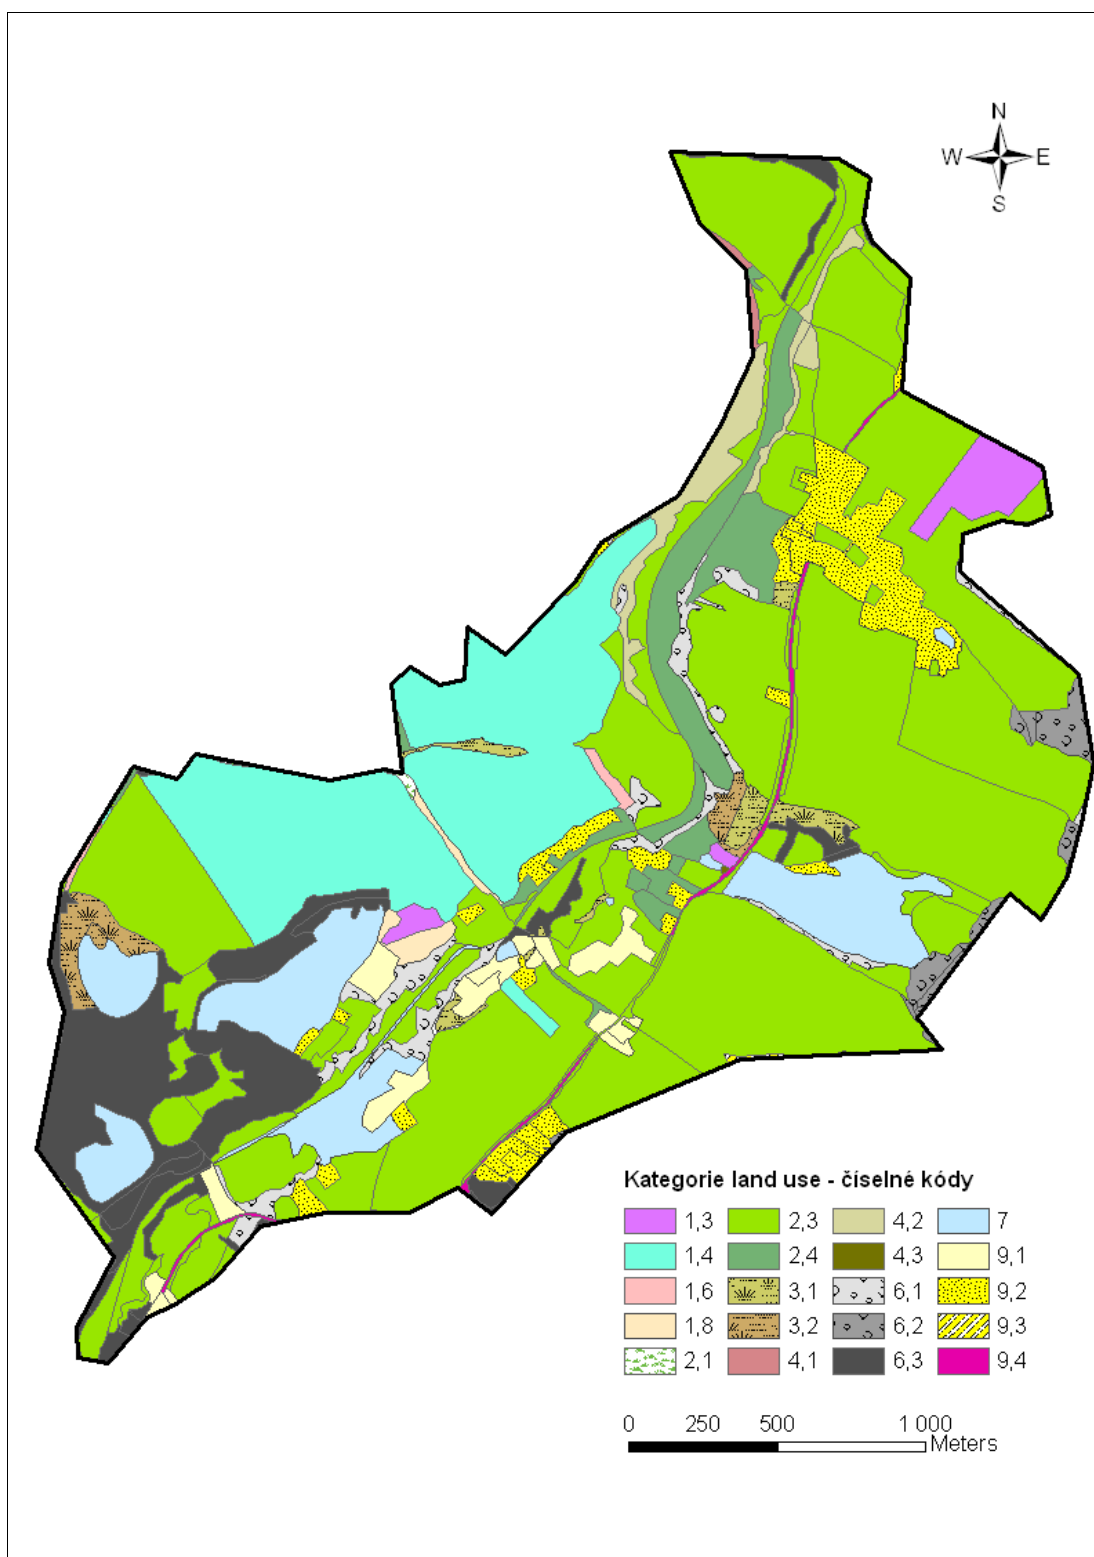 N
W E
S
Kategorie land use - číselné kódy
1,3 2,3 4,2 7
1,4 2,4 4,3 9,1
1,6 3,1 6,1 9,2
1,8 3,2 6,2 9,3
2,1 4,1 6,3 9,4
0 250 500 1 000
Meters